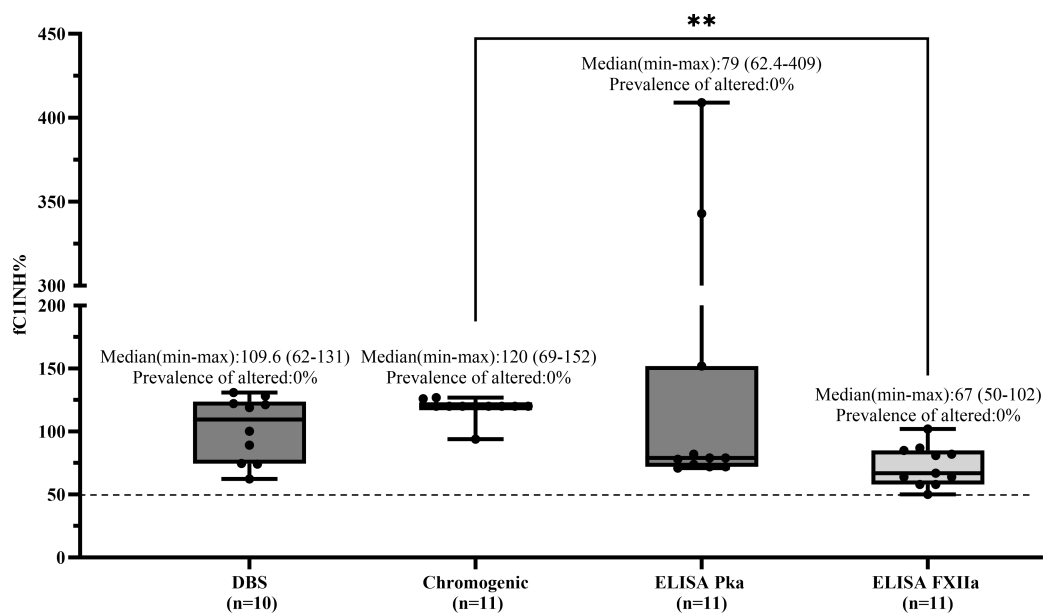 **
450
Median(min-max):79 (62.4-409)
Prevalence of altered:0%
400
350
300
200
fC1INH%
Median(min-max):109.6 (62-131)
Prevalence of altered:0%
Median(min-max):120 (69-152)
Prevalence of altered:0%
150
Median(min-max):67 (50-102)
Prevalence of altered:0%
100
50
0
DBS
(n=10)
Chromogenic
(n=11)
ELISA Pka
(n=11)
ELISA FXIIa
(n=11)